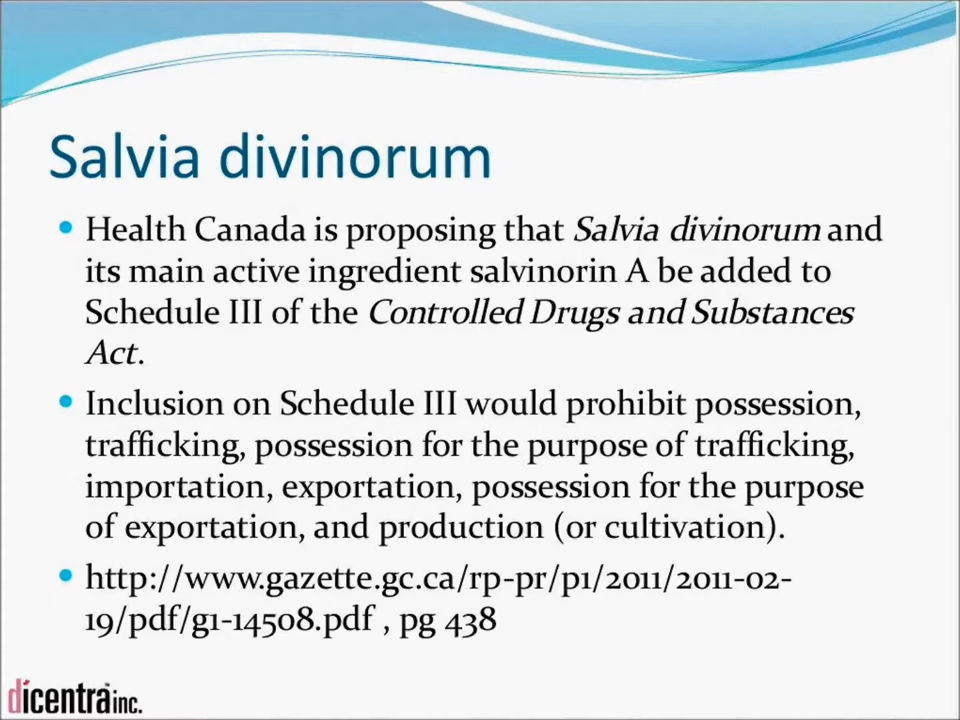 Salvia divinorum
• Health Canada is proposing that Salvia divinorum and
its main active ingredient salvinorin A be added to
Schedule III of the Controlled Drugs and Substances
Act.
• Inclusion on Schedule III would prohibit possession,
trafficking, possession for the purpose of trafficking,
importation, exportation, possession for the purpose
of exportation, and production (or cultivation).
• http://www.gazette.gc.ca/rp-pr/p1/2011/2011-02-
19/pdf/g1-14508.pdf , pg 438
dicentra inc.